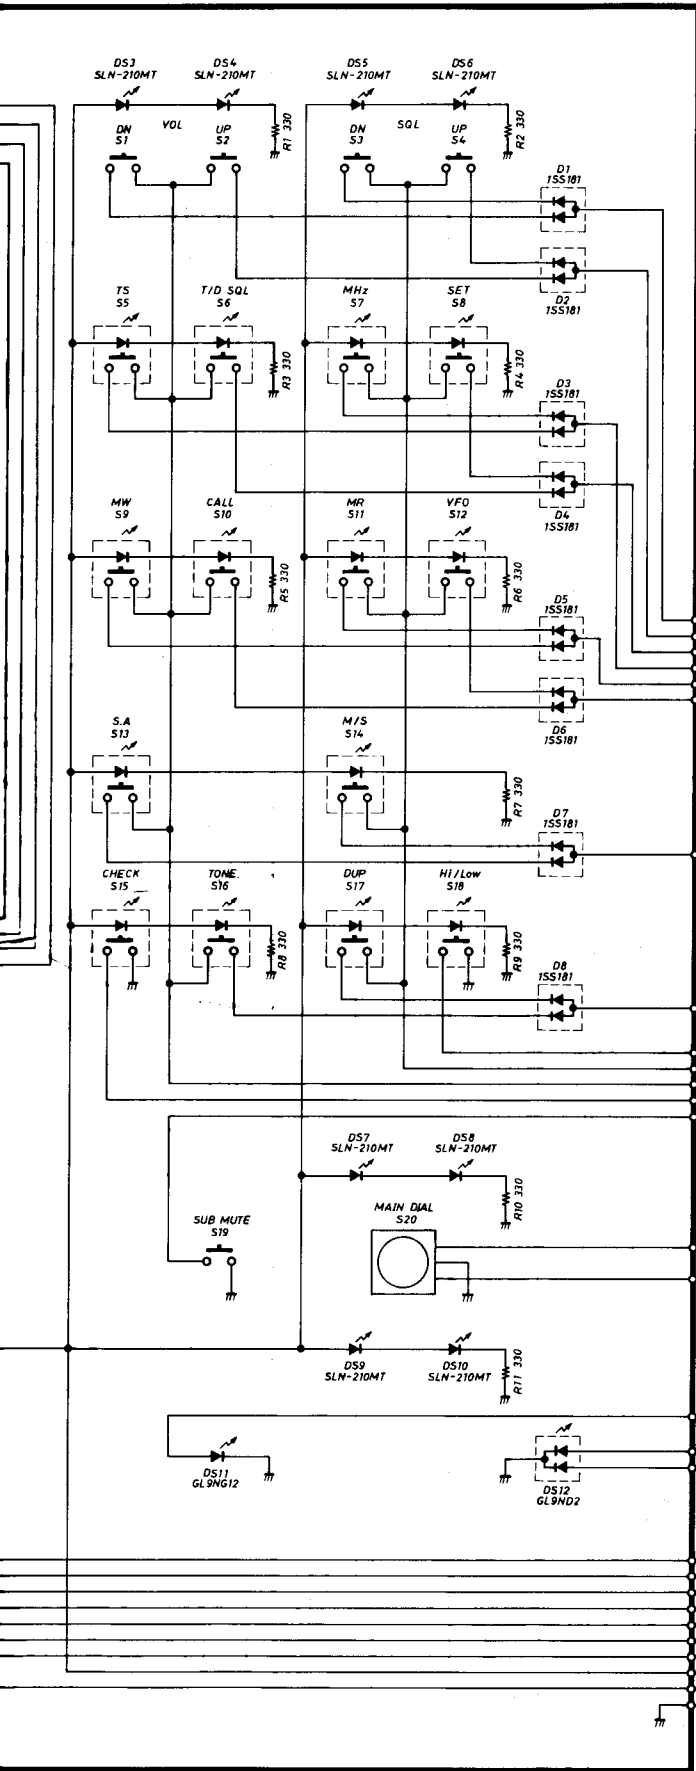 DS3 DS4 DS5 DS6
SLN-210MT SLN-210MT SLN-210MT SLN-210MT
DN VOL UP DN SQL UP
S1 S2 S3 S4
R1 330
R2 330
D1
1SS181
D2
1SS181
TS T/D SQL MHz SET
S5 S6 S7 S8
R3 330
R4 330
D3
1SS181
D4
1SS181
MW CALL MR VFO
S9 S10 S11 S12
R5 330
R6 330
D5
1SS181
D6
1SS181
S.A M/S
S13 S14
R7 330
D7
1SS181
CHECK TONE. DUP Hi/Low
S15 S16 S17 S18
R8 330
R9 330
D8
1SS181
DS7 DS8
SLN-210MT SLN-210MT
R10 330
MAIN DIAL
S20
SUB MUTE
S19
DS9 DS10
SLN-210MT SLN-210MT
R11 330
DS11
GL9NG12
DS12
GL9ND2